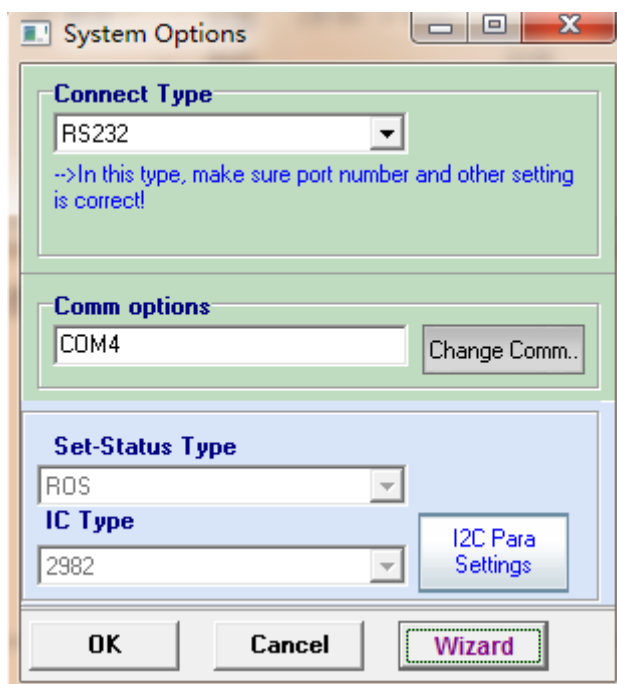 System Options
Connect Type
RS232
-->In this type, make sure port number and other setting
is correct!
Comm options
COM4
Change Comm..
Set-Status Type
ROS
IC Type
2982
I2C Para
Settings
OK
Cancel
Wizard